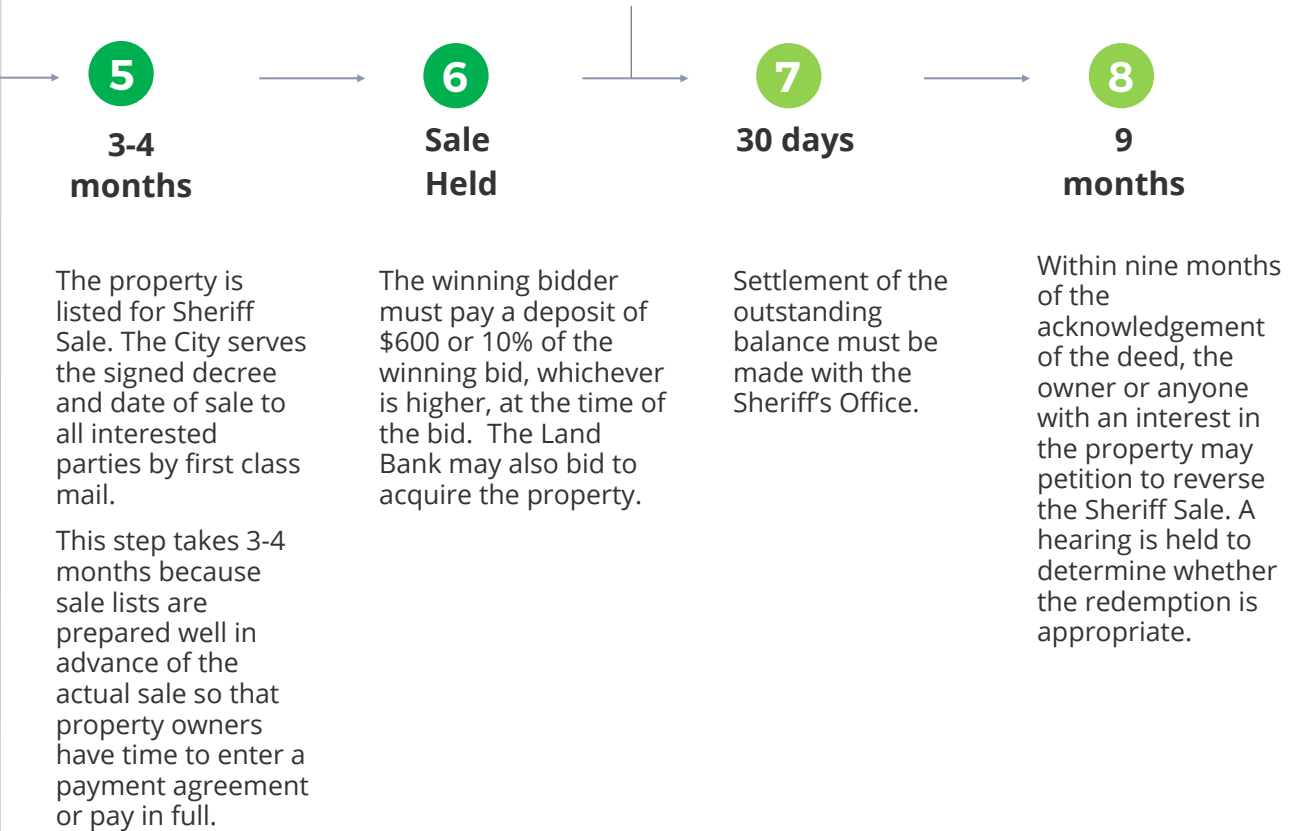 5
3-4
months
The property is
listed for Sheriff
Sale. The City serves
the signed decree
and date of sale to
all interested
parties by first class
mail.
This step takes 3-4
months because
sale lists are
prepared well in
advance of the
actual sale so that
property owners
have time to enter a
payment agreement
or pay in full.
6
Sale
Held
The winning bidder
must pay a deposit of
$600 or 10% of the
winning bid, whichever
is higher, at the time of
the bid.  The Land
Bank may also bid to
acquire the property.
7
30 days
Settlement of the
outstanding
balance must be
made with the
Sheriff’s Office.
8
9
months
Within nine months
of the
acknowledgement
of the deed, the
owner or anyone
with an interest in
the property may
petition to reverse
the Sheriff Sale. A
hearing is held to
determine whether
the redemption is
appropriate.